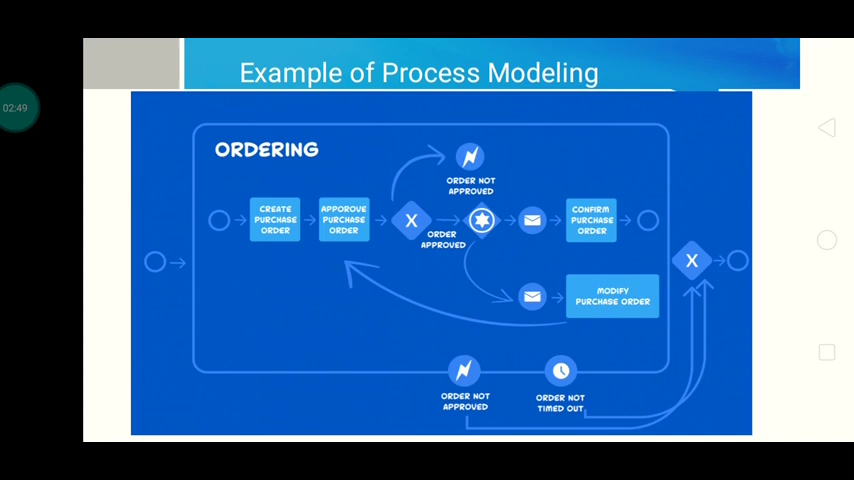 Example of Process Modeling
02:49
ORDERING
ORDER NOT
APPROVED
CREATE
PURCHASE
ORDER
APPOROVE
PURCHASE
ORDER
X
ORDER
APPROVED
CONFIRM
PURCHASE
ORDER
X
MODIFY
PURCHASE ORDER
ORDER NOT
APPROVED
ORDER NOT
TIMED OUT